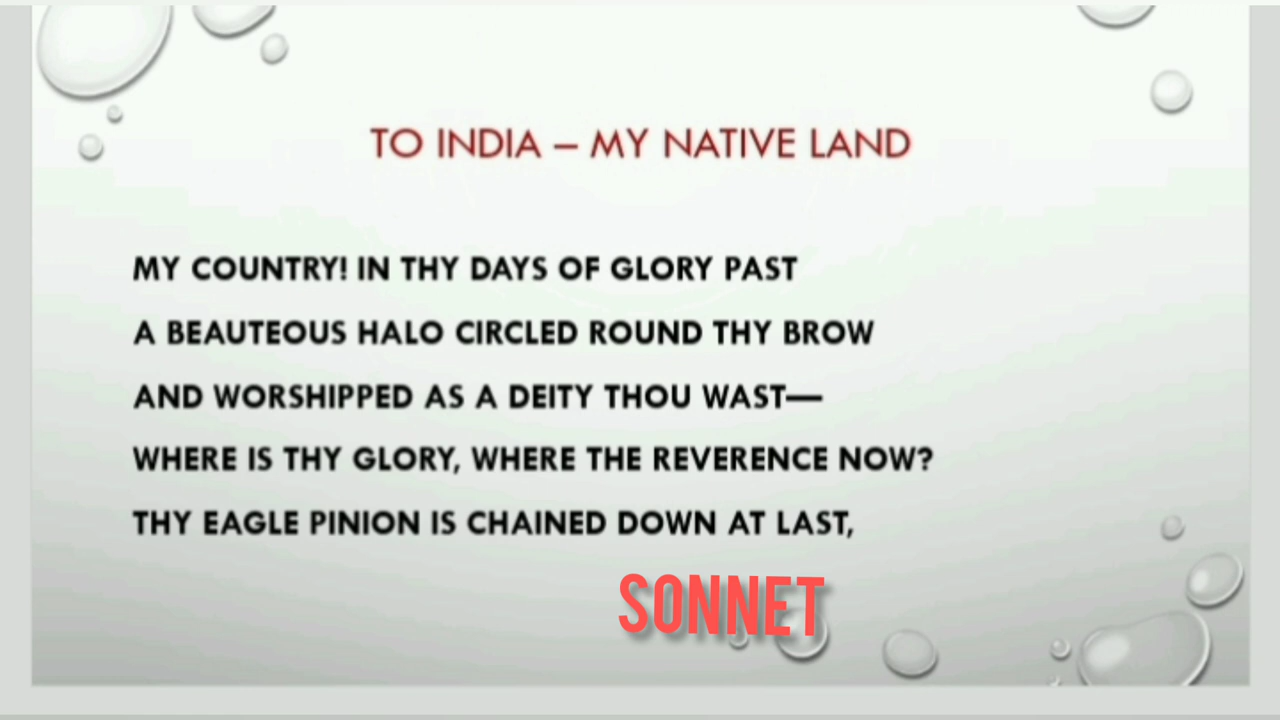 TO INDIA – MY NATIVE LAND
MY COUNTRY! IN THY DAYS OF GLORY PAST
A BEAUTEOUS HALO CIRCLED ROUND THY BROW
AND WORSHIPPED AS A DEITY THOU WAST—
WHERE IS THY GLORY, WHERE THE REVERENCE NOW?
THY EAGLE PINION IS CHAINED DOWN AT LAST,
SONNET